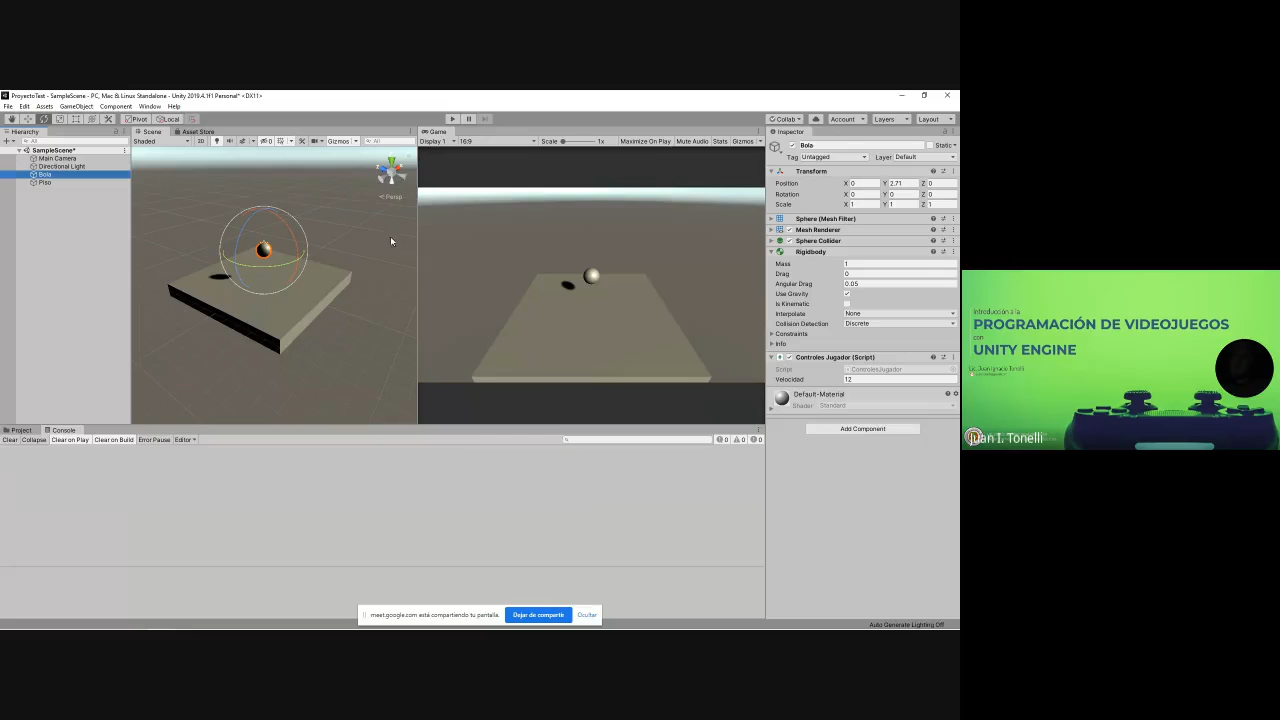 ProyectoTest - SampleScene - PC, Mac & Linux Standalone - Unity 2019.4.1f1 Personal* <DX11>
File Edit Assets GameObject Component Window Help
Pivot Local
Collab Account Layers Layout
Hierarchy
All
SampleScene*
Main Camera
Directional Light
Bola
Piso
Scene Asset Store
Shaded 2D 0 Gizmos All
Persp
Game
Display 1 16:9 Scale 1x Maximize On Play Mute Audio Stats Gizmos
Inspector
Bola Static
Tag Untagged Layer Default
Transform
Position X 0 Y 2.71 Z 0
Rotation X 0 Y 0 Z 0
Scale X 1 Y 1 Z 1
Sphere (Mesh Filter)
Mesh Renderer
Sphere Collider
Rigidbody
Mass 1
Drag 0
Angular Drag 0.05
Use Gravity
Is Kinematic
Interpolate None
Collision Detection Discrete
Constraints
Info
Controles Jugador (Script)
Script ControlesJugador
Velocidad 12
Default-Material
Shader Standard
Add Component
Project Console
Clear Collapse Clear on Play Clear on Build Error Pause Editor 0 0 0
meet.google.com está compartiendo tu pantalla. Dejar de compartir Ocultar
Auto Generate Lighting Off
Introducción a la
PROGRAMACIÓN DE VIDEOJUEGOS
con
UNITY ENGINE
Lic. Juan Ignacio Tonelli
Juan I. Tonelli